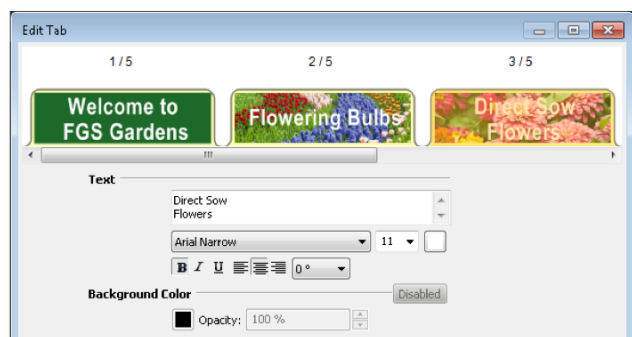 Edit Tab
1 / 5
2 / 5
3 / 5
Welcome to
FGS Gardens
Flowering Bulbs
Direct Sow
Flowers
Text
Direct Sow
Flowers
Arial Narrow
11
B I U
0 °
Background Color
Disabled
Opacity:
100 %